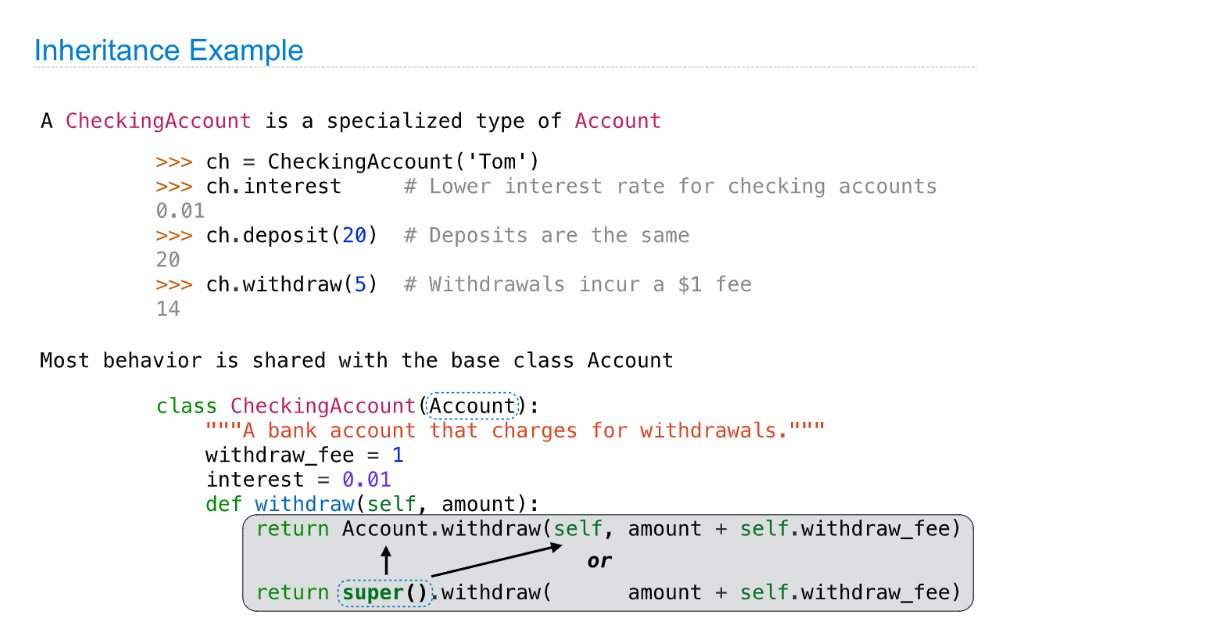 Inheritance Example
A CheckingAccount is a specialized type of Account
>>> ch = CheckingAccount('Tom')
>>> ch.interest     # Lower interest rate for checking accounts
0.01
>>> ch.deposit(20)  # Deposits are the same
20
>>> ch.withdraw(5)  # Withdrawals incur a $1 fee
14
Most behavior is shared with the base class Account
class CheckingAccount(Account):
    """A bank account that charges for withdrawals."""
    withdraw_fee = 1
    interest = 0.01
    def withdraw(self, amount):
        return Account.withdraw(self, amount + self.withdraw_fee)
or
        return super().withdraw(      amount + self.withdraw_fee)